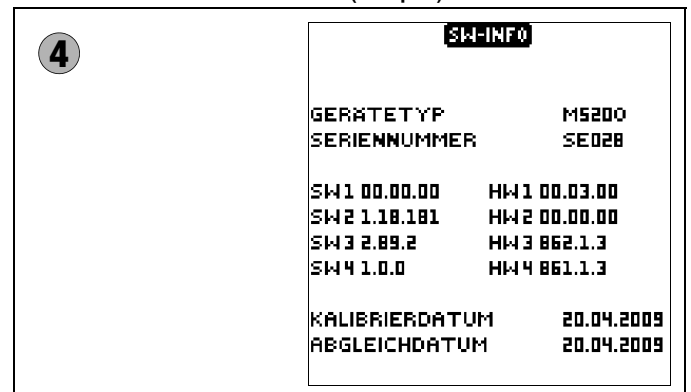 4
SW-INFO
GERÄTETYP M520O
SERIENNUMMER SE028
SW1 00.00.00 HW1 00.03.00
SW2 1.18.181 HW2 00.00.00
SW3 2.89.2 HW3 862.1.3
SW4 1.0.0 HW4 861.1.3
KALIBRIERDATUM 20.04.2009
ABGLEICHDATUM 20.04.2009